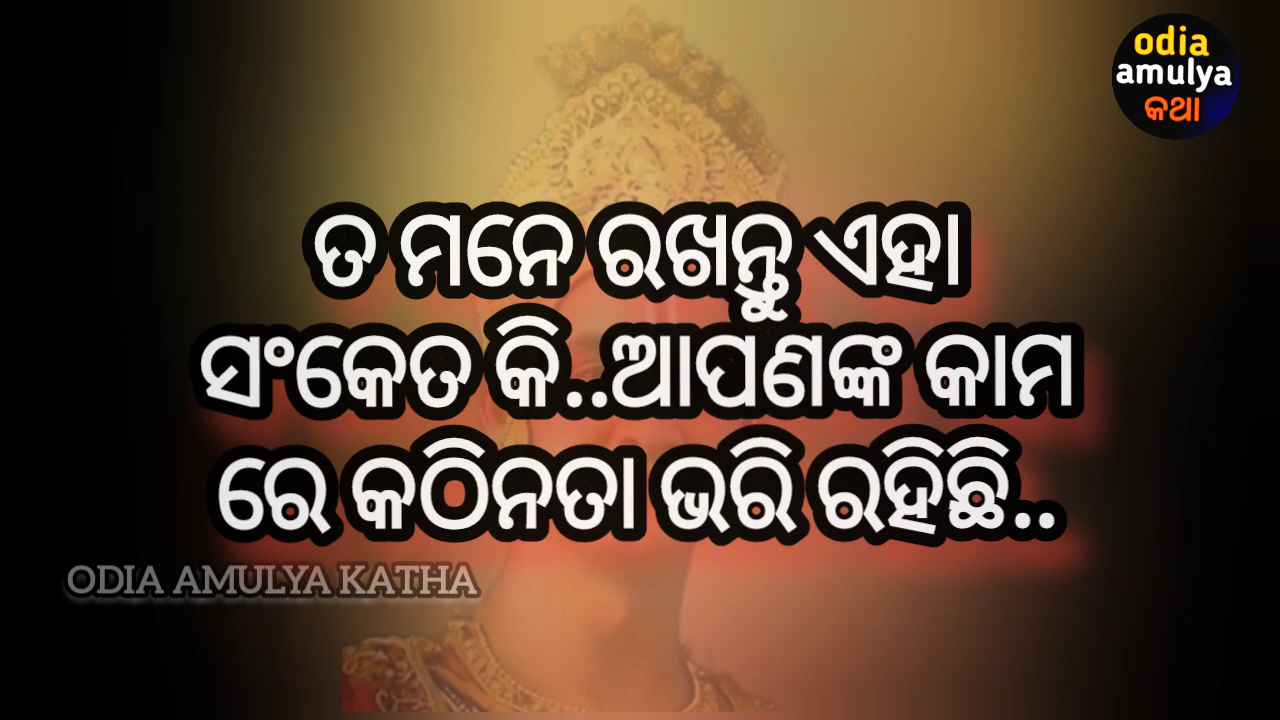 odia
amulya
କଥା
ତ ମନେ ରଖନ୍ତୁ ଏହା
ସଂକେତ କି..ଆପଣଙ୍କ କାମ
ରେ କଠିନତା ଭରି ରହିଛି..
ODIA AMULYA KATHA